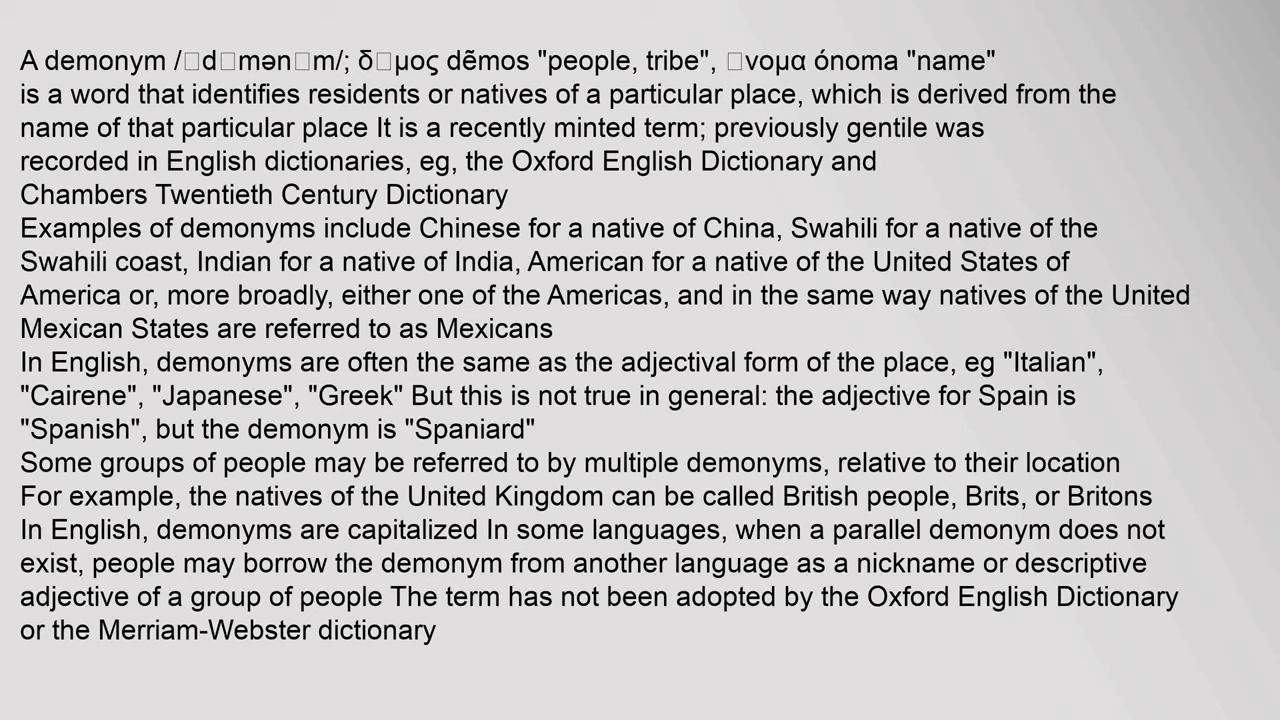 A demonym /□d□mən□m/; δ□μος dẽmos "people, tribe", □νομα ónoma "name"
is a word that identifies residents or natives of a particular place, which is derived from the
name of that particular place It is a recently minted term; previously gentile was
recorded in English dictionaries, eg, the Oxford English Dictionary and
Chambers Twentieth Century Dictionary
Examples of demonyms include Chinese for a native of China, Swahili for a native of the
Swahili coast, Indian for a native of India, American for a native of the United States of
America or, more broadly, either one of the Americas, and in the same way natives of the United
Mexican States are referred to as Mexicans
In English, demonyms are often the same as the adjectival form of the place, eg "Italian",
"Cairene", "Japanese", "Greek" But this is not true in general: the adjective for Spain is
"Spanish", but the demonym is "Spaniard"
Some groups of people may be referred to by multiple demonyms, relative to their location
For example, the natives of the United Kingdom can be called British people, Brits, or Britons
In English, demonyms are capitalized In some languages, when a parallel demonym does not
exist, people may borrow the demonym from another language as a nickname or descriptive
adjective of a group of people The term has not been adopted by the Oxford English Dictionary
or the Merriam-Webster dictionary